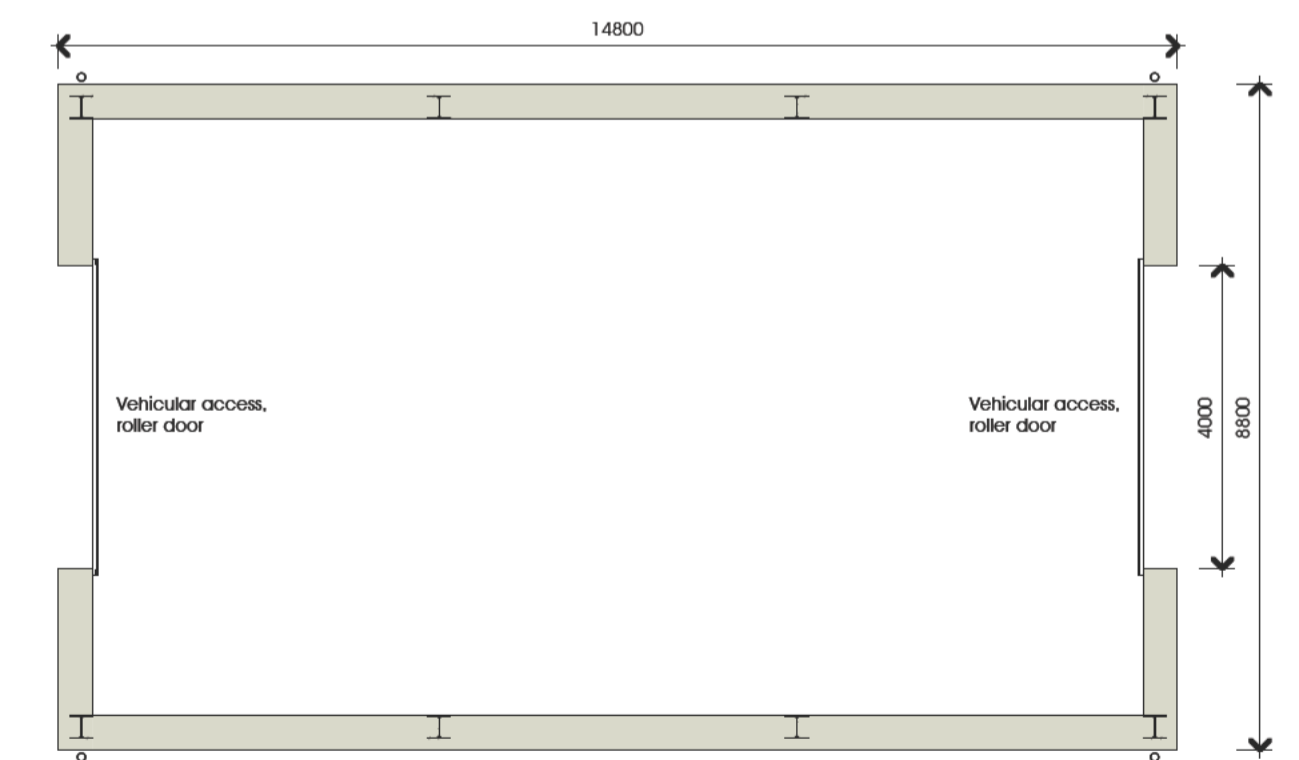 14800
Vehicular access,
roller door
Vehicular access,
roller door
4000
8800